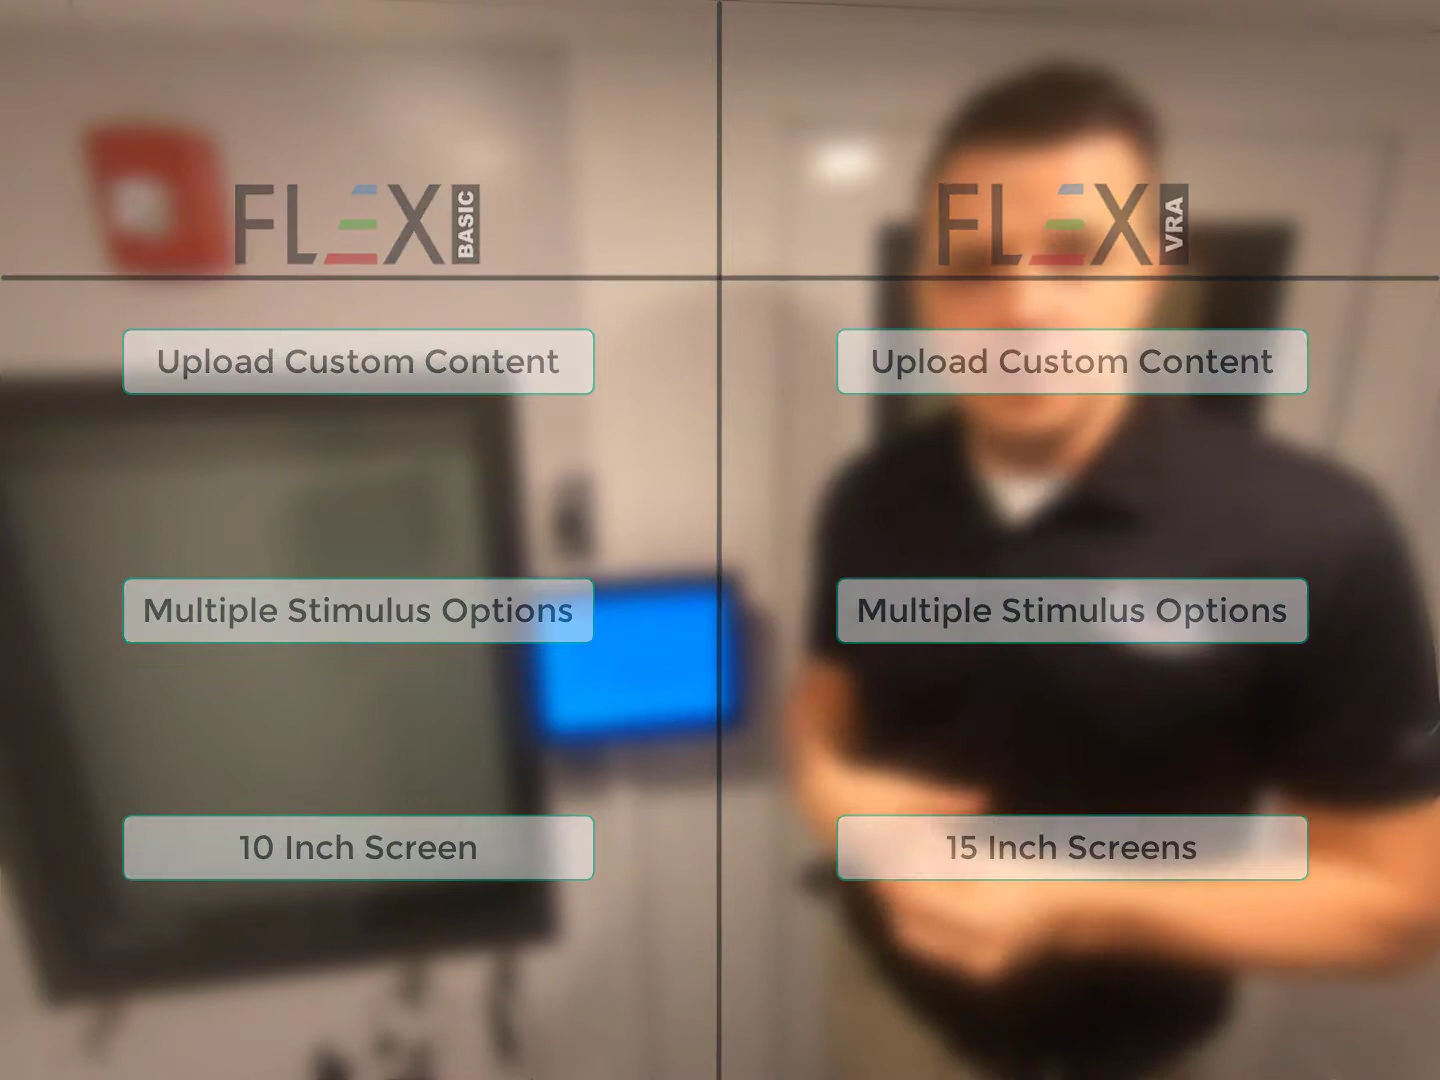 FLEX BASIC
FLEX VRA
Upload Custom Content
Upload Custom Content
Multiple Stimulus Options
Multiple Stimulus Options
10 Inch Screen
15 Inch Screens